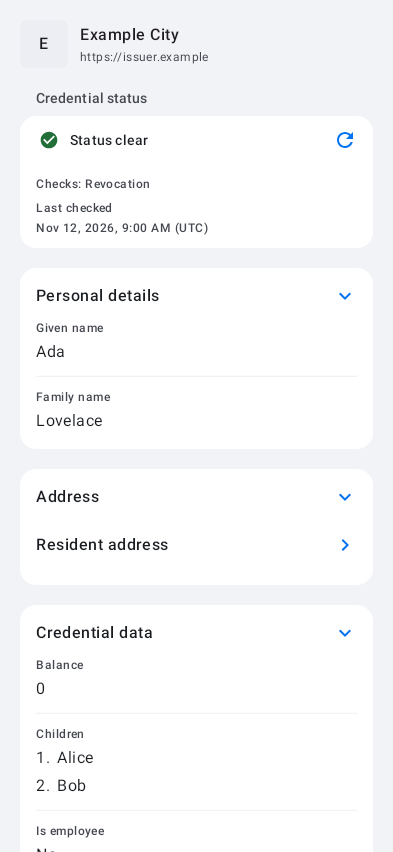 E
Example City
https://issuer.example
Credential status
Status clear
Checks: Revocation
Last checked
Nov 12, 2026, 9:00 AM (UTC)
Personal details
Given name
Ada
Family name
Lovelace
Address
Resident address
Credential data
Balance
0
Children
1. Alice
2. Bob
Is employee